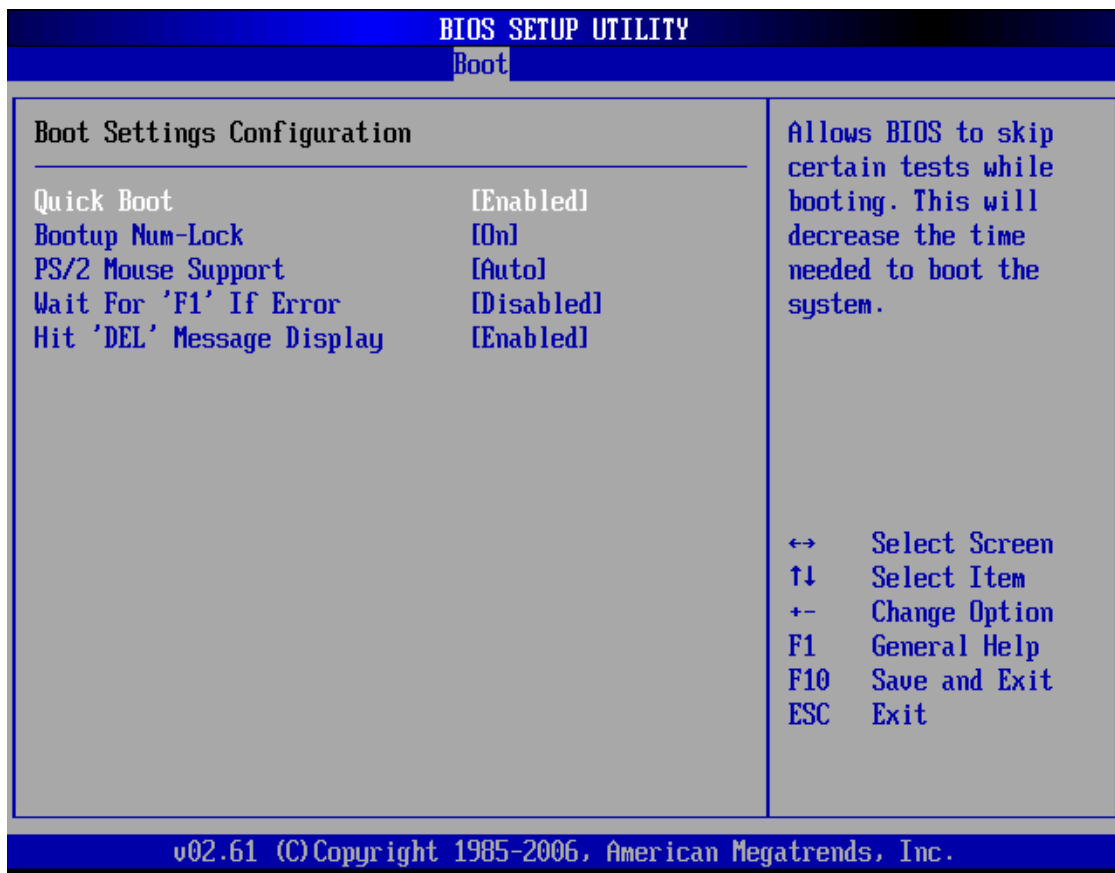 BIOS SETUP UTILITY
Boot
Boot Settings Configuration
Quick Boot [Enabled]
Bootup Num-Lock [On]
PS/2 Mouse Support [Auto]
Wait For 'F1' If Error [Disabled]
Hit 'DEL' Message Display [Enabled]
Allows BIOS to skip
certain tests while
booting. This will
decrease the time
needed to boot the
system.
←→ Select Screen
↑↓ Select Item
+- Change Option
F1 General Help
F10 Save and Exit
ESC Exit
v02.61 (C)Copyright 1985-2006, American Megatrends, Inc.